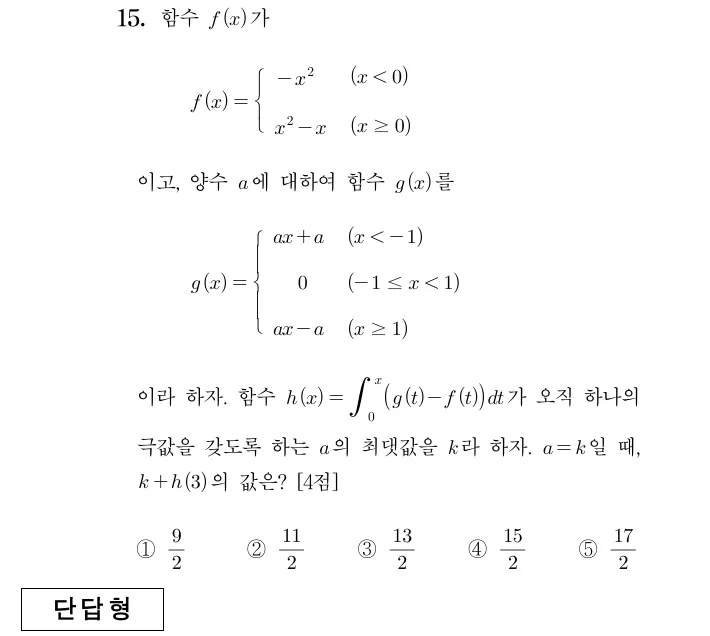 15. 함수 f(x)가
f(x) = { -x² (x < 0)
x² - x (x ≥ 0)
이고, 양수 a에 대하여 함수 g(x)를
g(x) = { ax + a (x < -1)
0 (-1 ≤ x < 1)
ax - a (x ≥ 1)
이라 하자. 함수 h(x) = ∫₀ˣ (g(t) - f(t))dt가 오직 하나의
극값을 갖도록 하는 a의 최댓값을 k라 하자. a = k일 때,
k + h(3)의 값은? [4점]
① 9/2 ② 11/2 ③ 13/2 ④ 15/2 ⑤ 17/2
단답형